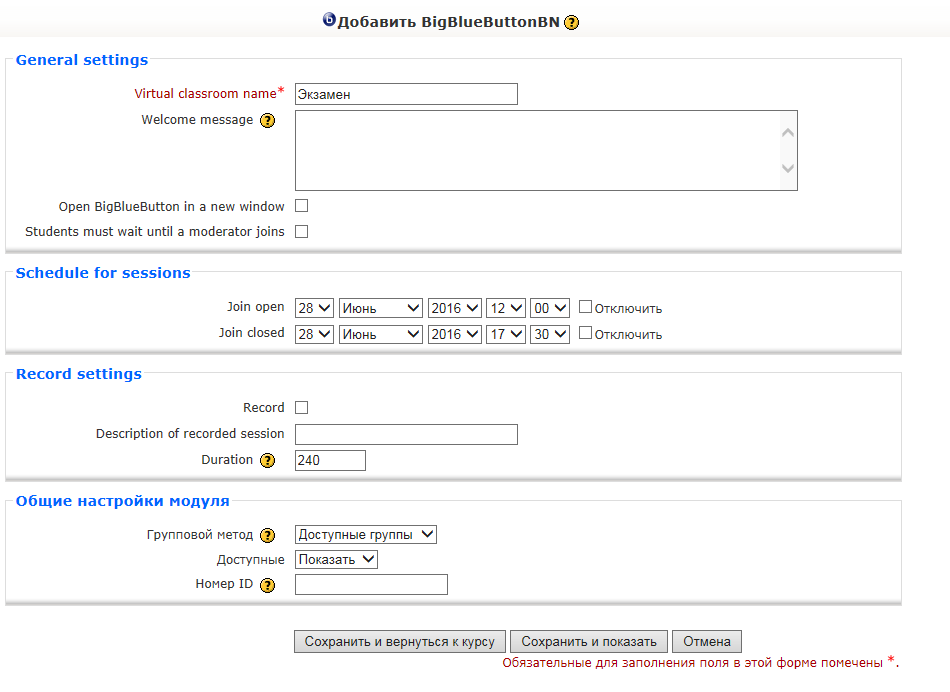 Добавить BigBlueButtonBN
General settings
Virtual classroom name* Экзамен
Welcome message
Open BigBlueButton in a new window
Students must wait until a moderator joins
Schedule for sessions
Join open 28 Июнь 2016 12 00 Отключить
Join closed 28 Июнь 2016 17 30 Отключить
Record settings
Record
Description of recorded session
Duration 240
Общие настройки модуля
Групповой метод Доступные группы
Доступные Показать
Номер ID
Сохранить и вернуться к курсу Сохранить и показать Отмена
Обязательные для заполнения поля в этой форме помечены *.